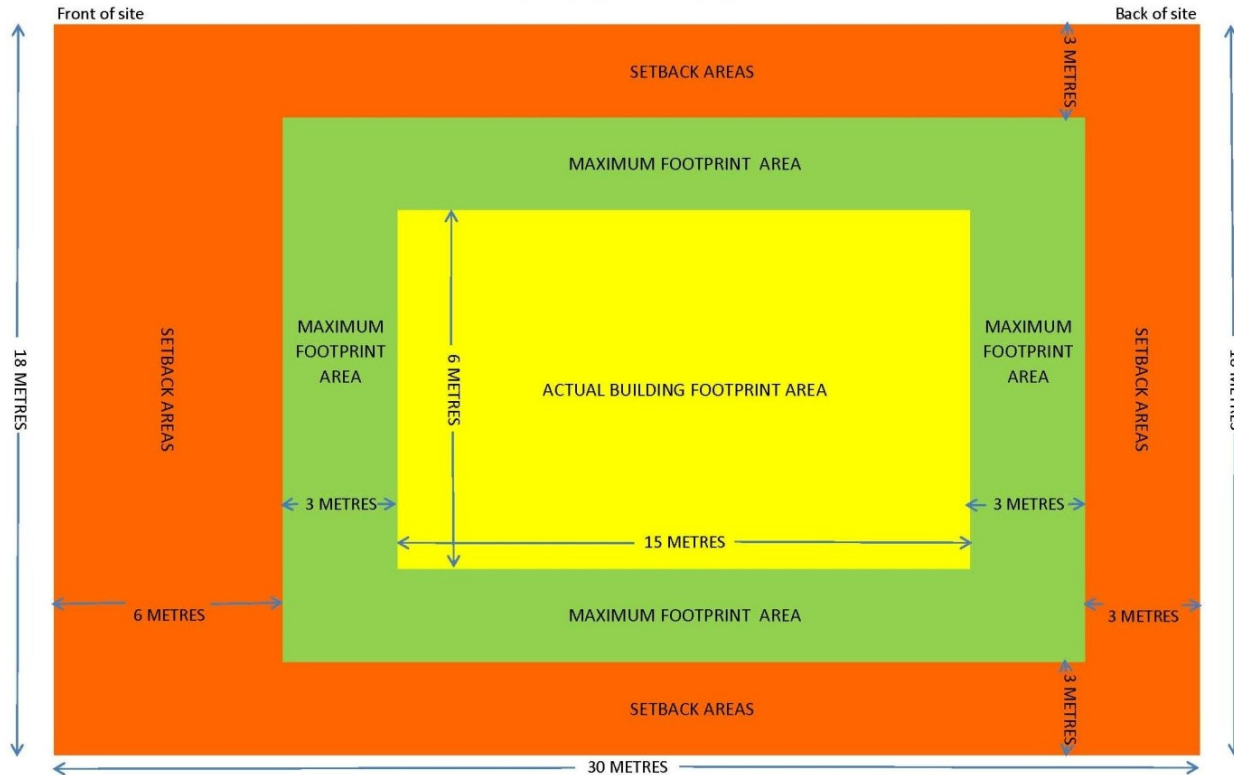 Front of site
Back of site
3 METRES
SETBACK AREAS
MAXIMUM FOOTPRINT AREA
18 METRES
SETBACK AREAS
MAXIMUM
FOOTPRINT
AREA
6 METRES
ACTUAL BUILDING FOOTPRINT AREA
MAXIMUM
FOOTPRINT
AREA
SETBACK AREAS
METRES
3 METRES
3 METRES
15 METRES
6 METRES
MAXIMUM FOOTPRINT AREA
3 METRES
SETBACK AREAS
3 METRES
30 METRES